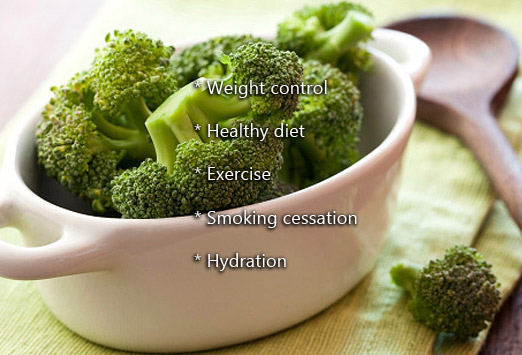 * Weight control
* Healthy diet
* Exercise
* Smoking cessation
* Hydration